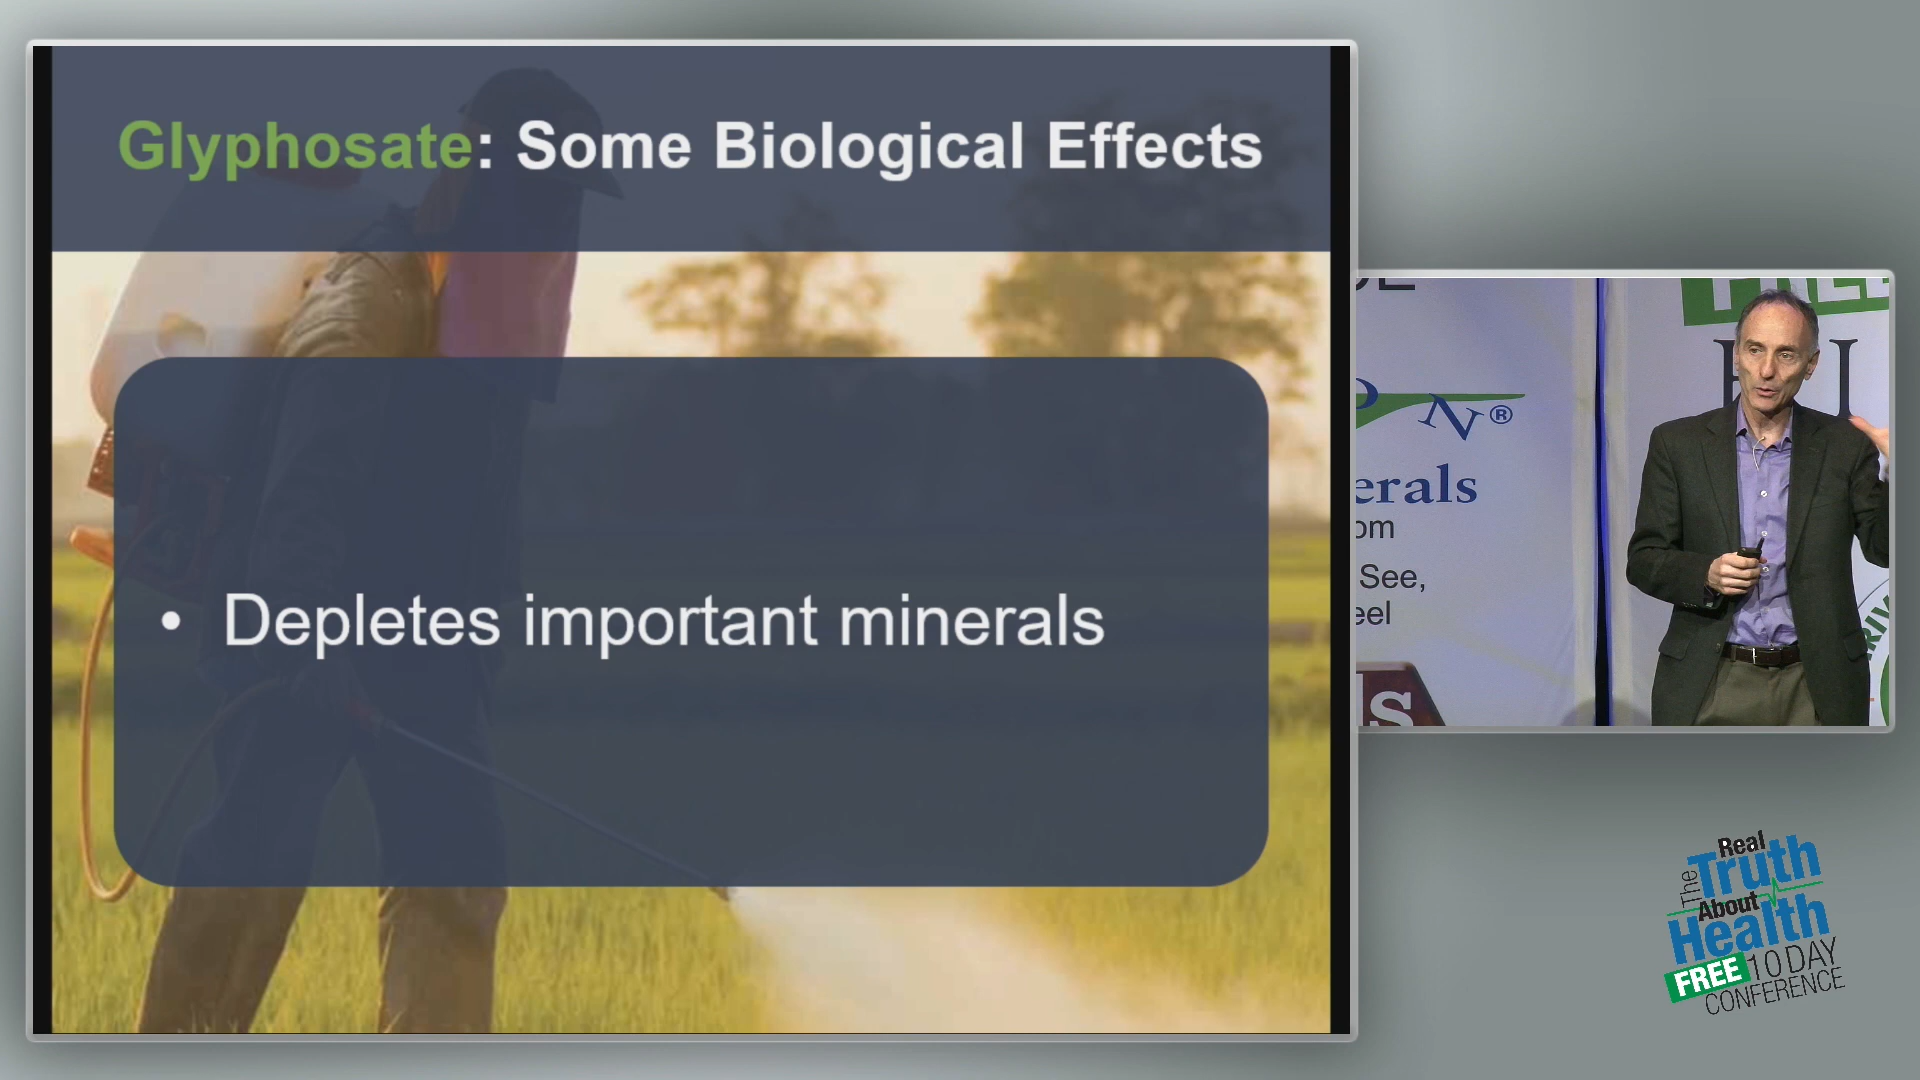 Glyphosate: Some Biological Effects
• Depletes important minerals
N®
erals
om
See,
eel
ls
The Real Truth About Health
FREE 10 DAY
CONFERENCE